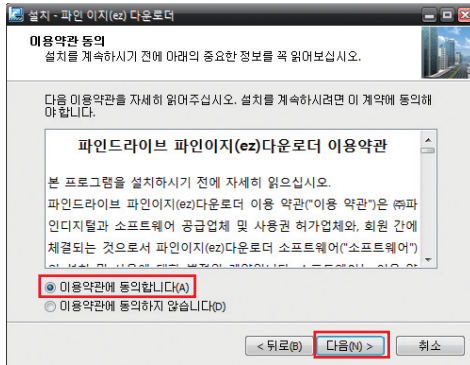 설치 - 파인 이지(ez) 다운로더
이용약관 동의
설치를 계속하시기 전에 아래의 중요한 정보를 꼭 읽어보십시오.
다음 이용약관을 자세히 읽어주십시오. 설치를 계속하시려면 이 계약에 동의해
야 합니다.
파인드라이브 파인이지(ez)다운로더 이용약관
본 프로그램을 설치하시기 전에 자세히 읽으십시오.
파인드라이브 파인이지(ez)다운로더 이용 약관("이용 약관")은 ㈜파
인디지털과 소프트웨어 공급업체 및 사용권 허가업체와, 회원 간에
체결되는 것으로서 파인이지(ez)다운로더 소프트웨어("소프트웨어")
이용약관에 동의합니다(A)
이용약관에 동의하지 않습니다(D)
< 뒤로(B)
다음(N) >
취소